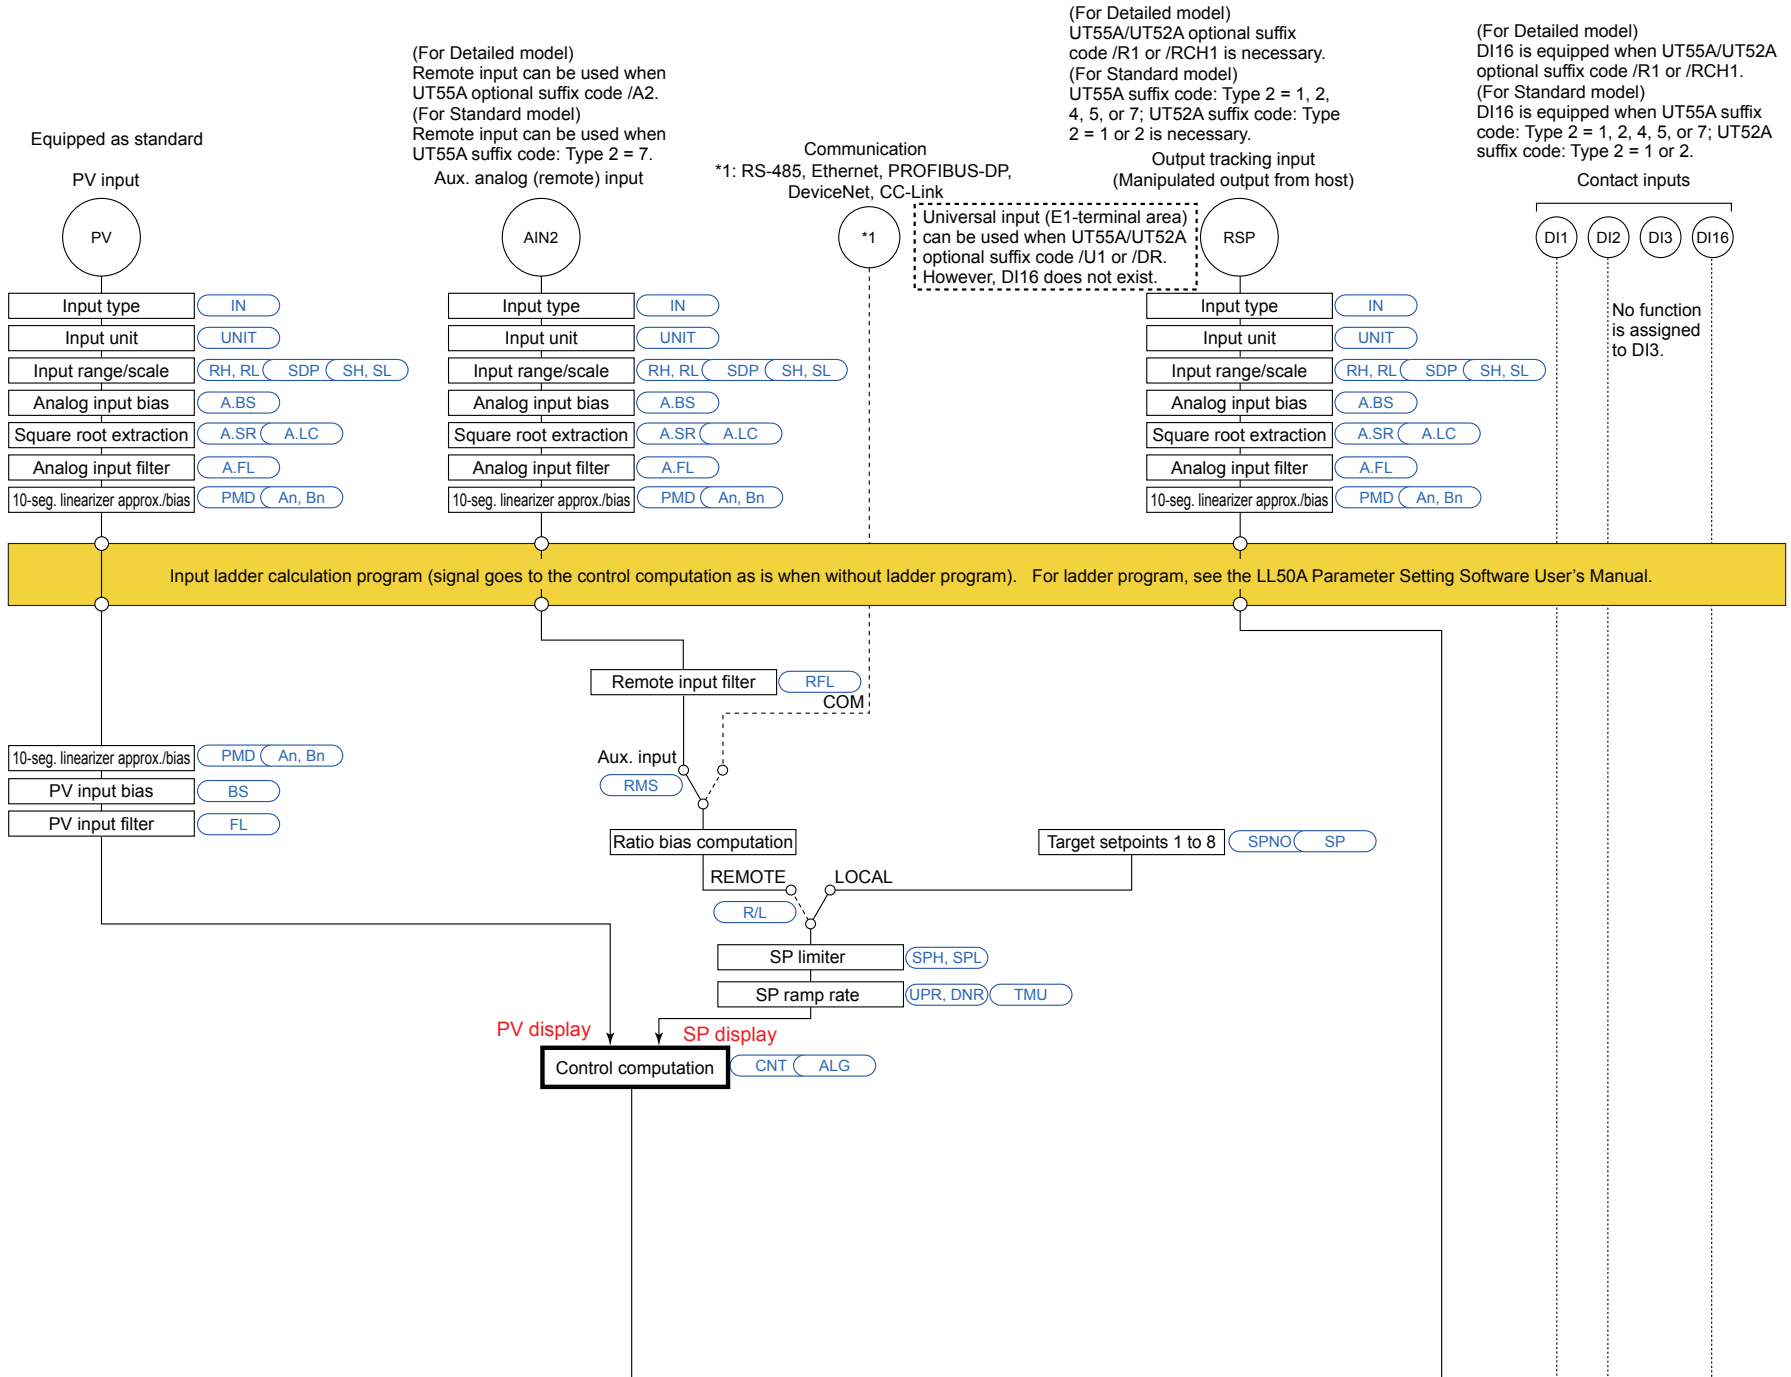 (For Detailed model)
UT55A/UT52A optional suffix
code /R1 or /RCH1 is necessary.
(For Standard model)
UT55A suffix code: Type 2 = 1, 2,
4, 5, or 7; UT52A suffix code: Type
2 = 1 or 2 is necessary.
(For Detailed model)
DI16 is equipped when UT55A/UT52A
optional suffix code /R1 or /RCH1.
(For Standard model)
DI16 is equipped when UT55A suffix
code: Type 2 = 1, 2, 4, 5, or 7; UT52A
suffix code: Type 2 = 1 or 2.
(For Detailed model)
Remote input can be used when
UT55A optional suffix code /A2.
(For Standard model)
Remote input can be used when
UT55A suffix code: Type 2 = 7.
Equipped as standard
PV input
Aux. analog (remote) input
Communication
*1: RS-485, Ethernet, PROFIBUS-DP,
DeviceNet, CC-Link
Output tracking input
(Manipulated output from host)
Contact inputs
PV
AIN2
*1
Universal input (E1-terminal area)
can be used when UT55A/UT52A
optional suffix code /U1 or /DR.
However, DI16 does not exist.
RSP
DI1 DI2 DI3 DI16
No function
is assigned
to DI3.
Input type IN
Input unit UNIT
Input range/scale RH, RL SDP SH, SL
Analog input bias A.BS
Square root extraction A.SR A.LC
Analog input filter A.FL
10-seg. linearizer approx./bias PMD An, Bn
Input type IN
Input unit UNIT
Input range/scale RH, RL SDP SH, SL
Analog input bias A.BS
Square root extraction A.SR A.LC
Analog input filter A.FL
10-seg. linearizer approx./bias PMD An, Bn
Input type IN
Input unit UNIT
Input range/scale RH, RL SDP SH, SL
Analog input bias A.BS
Square root extraction A.SR A.LC
Analog input filter A.FL
10-seg. linearizer approx./bias PMD An, Bn
Input ladder calculation program (signal goes to the control computation as is when without ladder program). For ladder program, see the LL50A Parameter Setting Software User's Manual.
Remote input filter RFL
COM
10-seg. linearizer approx./bias PMD An, Bn
PV input bias BS
PV input filter FL
Aux. input
RMS
Ratio bias computation
Target setpoints 1 to 8 SPNO SP
REMOTE LOCAL
R/L
SP limiter SPH, SPL
SP ramp rate UPR, DNR TMU
PV display SP display
Control computation CNT ALG